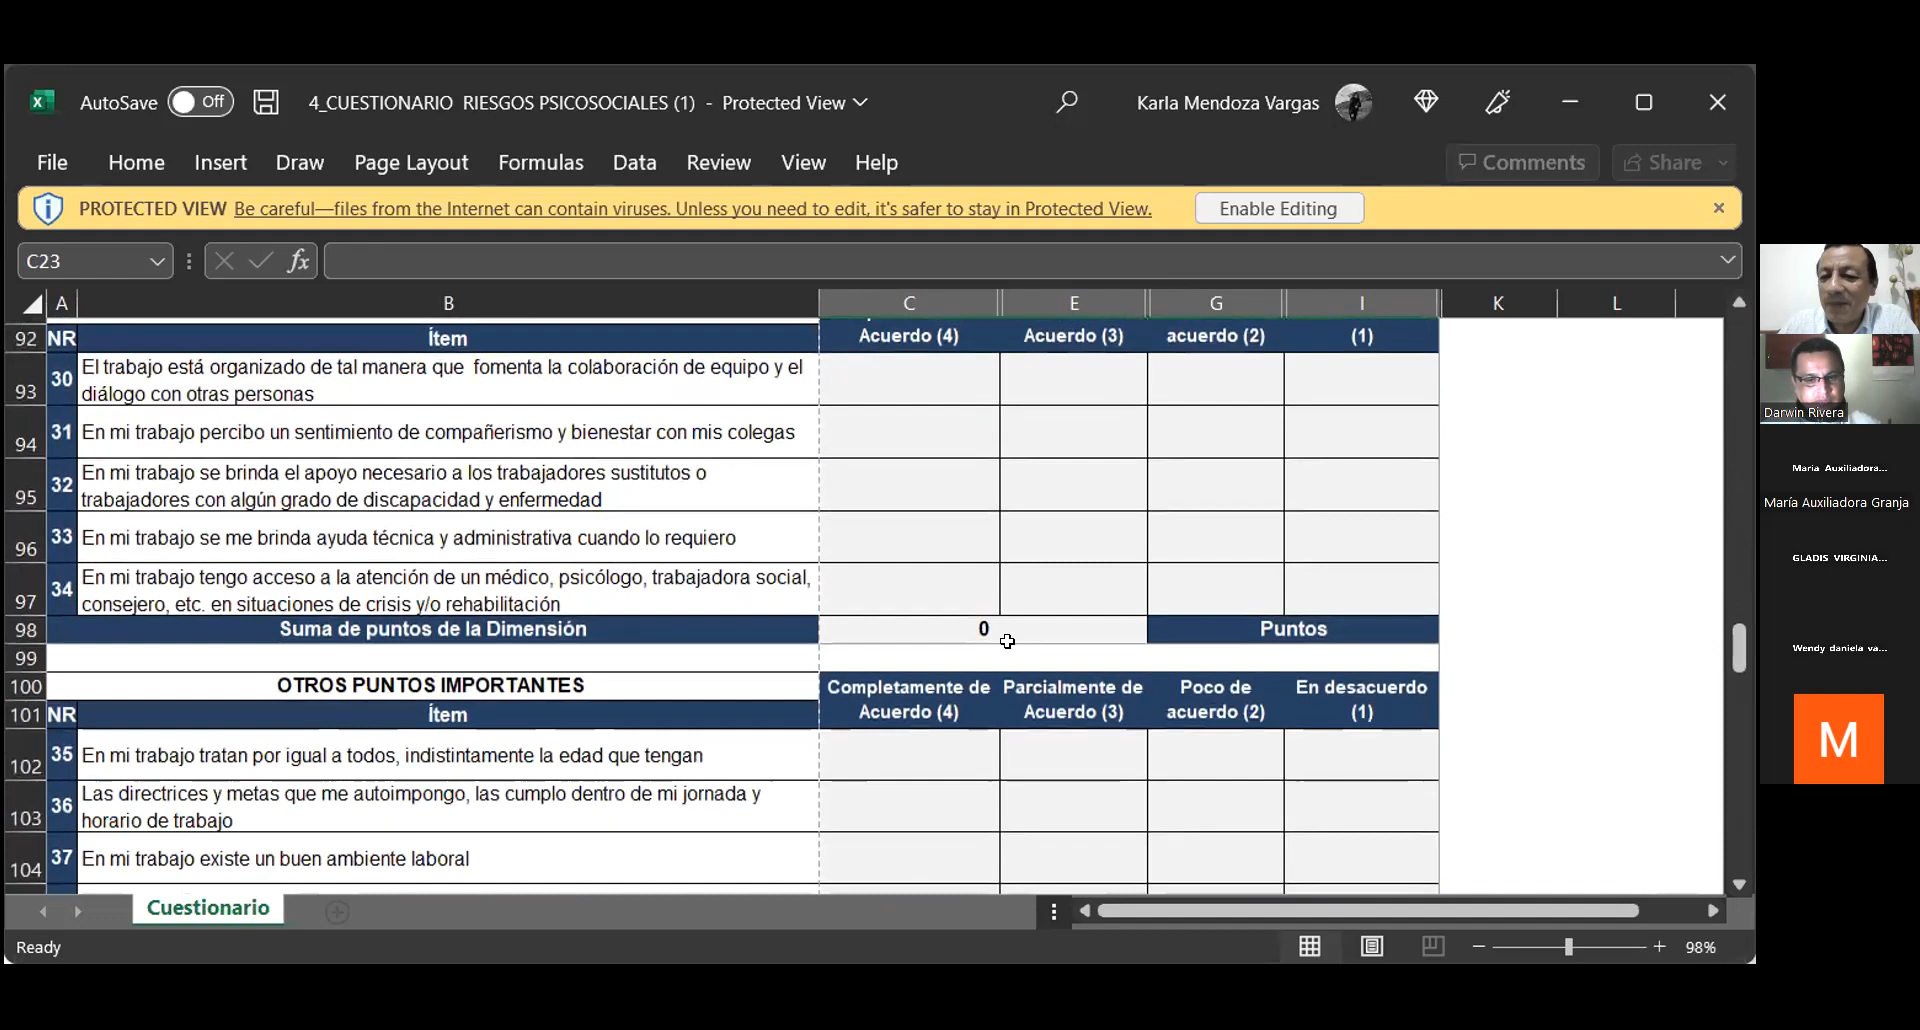 AutoSave Off 4_CUESTIONARIO RIESGOS PSICOSOCIALES (1) - Protected View Karla Mendoza Vargas
File Home Insert Draw Page Layout Formulas Data Review View Help Comments Share
PROTECTED VIEW Be careful—files from the Internet can contain viruses. Unless you need to edit, it's safer to stay in Protected View. Enable Editing
C23 fx
A B C E G I K L
92 NR Ítem Acuerdo (4) Acuerdo (3) acuerdo (2) (1)
93 30 El trabajo está organizado de tal manera que fomenta la colaboración de equipo y el
diálogo con otras personas
94 31 En mi trabajo percibo un sentimiento de compañerismo y bienestar con mis colegas
95 32 En mi trabajo se brinda el apoyo necesario a los trabajadores sustitutos o
trabajadores con algún grado de discapacidad y enfermedad
96 33 En mi trabajo se me brinda ayuda técnica y administrativa cuando lo requiero
97 34 En mi trabajo tengo acceso a la atención de un médico, psicólogo, trabajadora social,
consejero, etc. en situaciones de crisis y/o rehabilitación
98 Suma de puntos de la Dimensión 0 Puntos
99
100 OTROS PUNTOS IMPORTANTES Completamente de Parcialmente de Poco de En desacuerdo
101 NR Ítem Acuerdo (4) Acuerdo (3) acuerdo (2) (1)
102 35 En mi trabajo tratan por igual a todos, indistintamente la edad que tengan
103 36 Las directrices y metas que me autoimpongo, las cumplo dentro de mi jornada y
horario de trabajo
104 37 En mi trabajo existe un buen ambiente laboral
Cuestionario
Ready 98%
Darwin Rivera
Maria Auxiliadora...
María Auxiliadora Granja
GLADIS VIRGINIA...
Wendy daniela va...
M